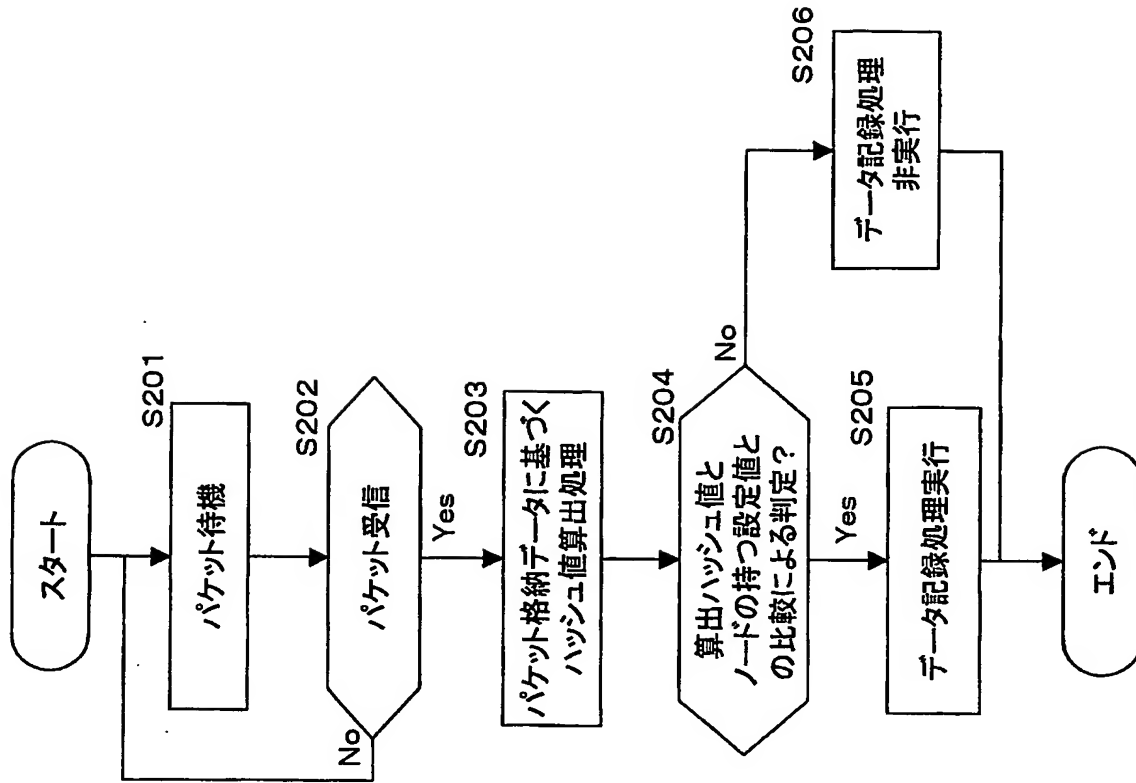 スタート
S201
パケット待機
S202
パケット受信
No
Yes
S203
パケット格納データに基づく
ハッシュ値算出処理
S204
算出ハッシュ値と
ノードの持つ設定値と
の比較による判定？
No
Yes
S205
データ記録処理実行
S206
データ記録処理
非実行
エンド